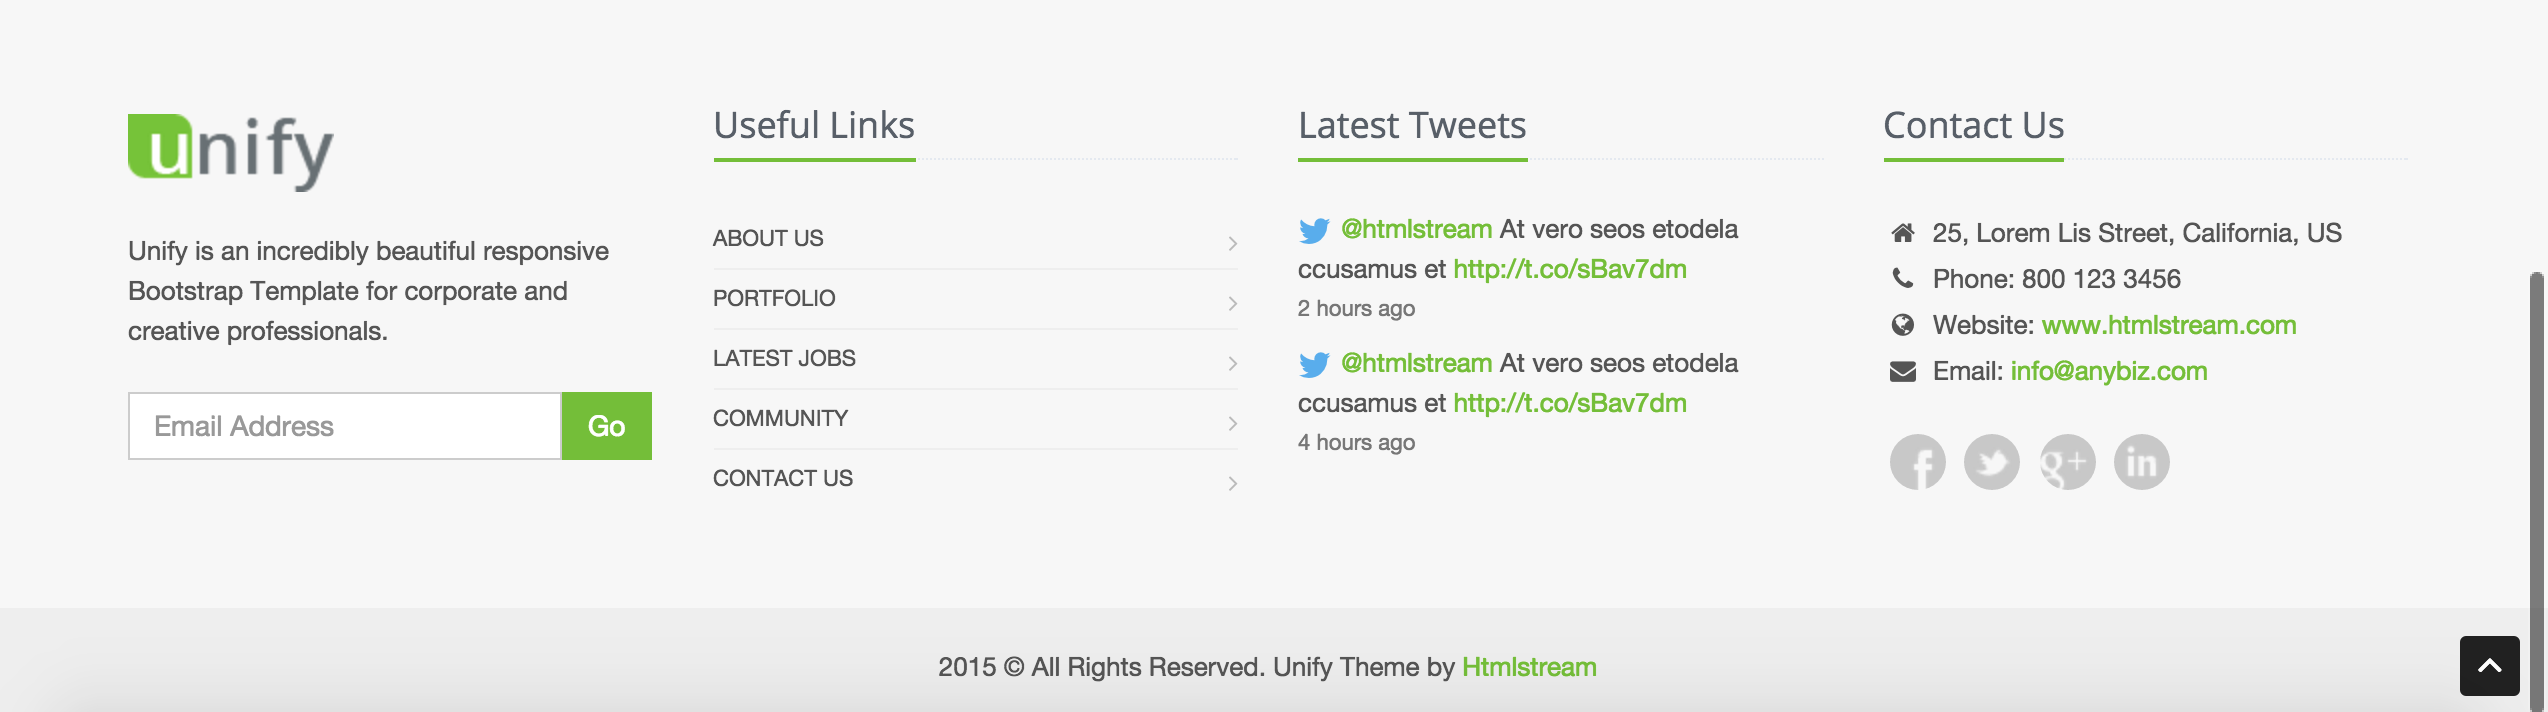 unify
Unify is an incredibly beautiful responsive
Bootstrap Template for corporate and
creative professionals.
Email Address
Go
Useful Links
ABOUT US
PORTFOLIO
LATEST JOBS
COMMUNITY
CONTACT US
Latest Tweets
@htmlstream At vero seos etodela
ccusamus et http://t.co/sBav7dm
2 hours ago
@htmlstream At vero seos etodela
ccusamus et http://t.co/sBav7dm
4 hours ago
Contact Us
25, Lorem Lis Street, California, US
Phone: 800 123 3456
Website: www.htmlstream.com
Email: info@anybiz.com
f g+ in
2015 © All Rights Reserved. Unify Theme by Htmlstream